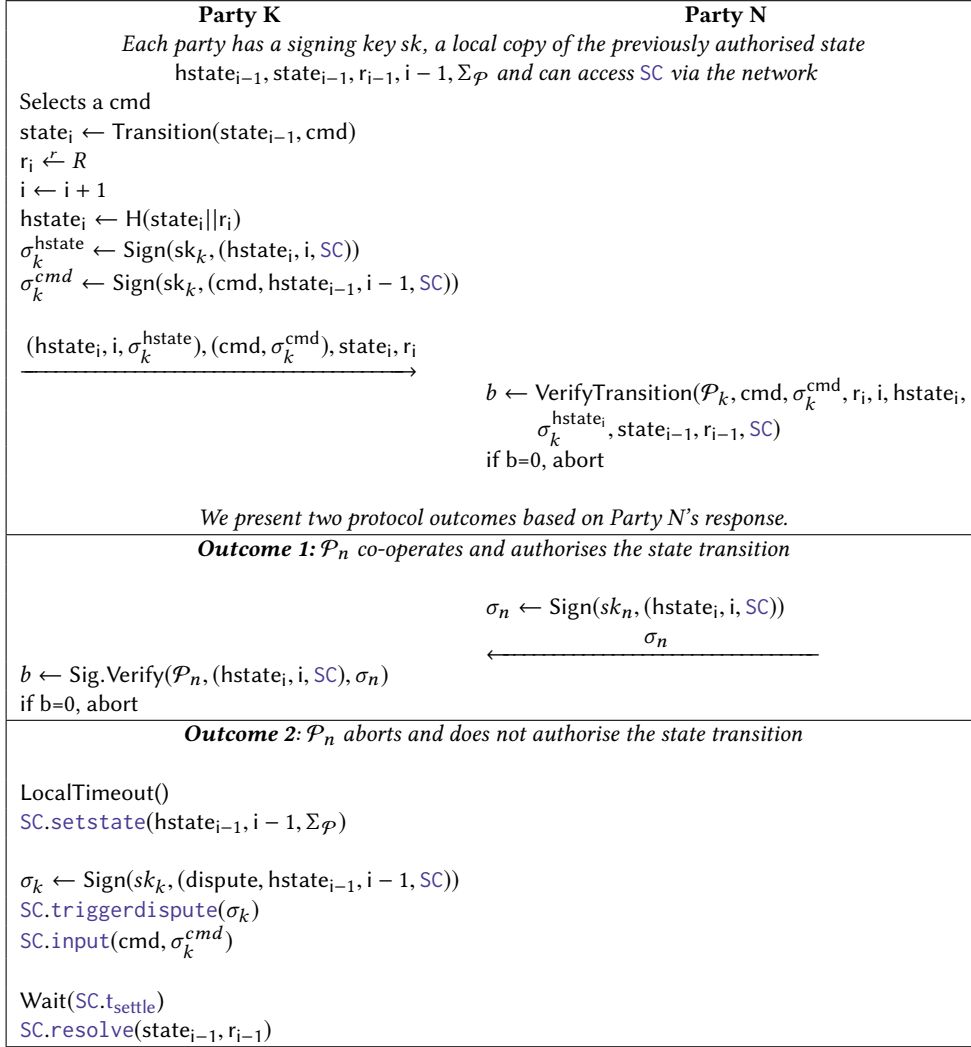 Party K Party N
Each party has a signing key sk, a local copy of the previously authorised state
hstate_{i−1}, state_{i−1}, r_{i−1}, i − 1, Σ_𝒫 and can access SC via the network
Selects a cmd
state_i ← Transition(state_{i−1}, cmd)
r_i ←^r R
i ← i + 1
hstate_i ← H(state_i||r_i)
σ_k^{hstate} ← Sign(sk_k, (hstate_i, i, SC))
σ_k^{cmd} ← Sign(sk_k, (cmd, hstate_{i−1}, i − 1, SC))
(hstate_i, i, σ_k^{hstate}), (cmd, σ_k^{cmd}), state_i, r_i
b ← VerifyTransition(𝒫_k, cmd, σ_k^{cmd}, r_i, i, hstate_i,
σ_k^{hstate_i}, state_{i−1}, r_{i−1}, SC)
if b=0, abort
We present two protocol outcomes based on Party N's response.
Outcome 1: 𝒫_n co-operates and authorises the state transition
σ_n ← Sign(sk_n, (hstate_i, i, SC))
σ_n
b ← Sig.Verify(𝒫_n, (hstate_i, i, SC), σ_n)
if b=0, abort
Outcome 2: 𝒫_n aborts and does not authorise the state transition
LocalTimeout()
SC.setstate(hstate_{i−1}, i − 1, Σ_𝒫)
σ_k ← Sign(sk_k, (dispute, hstate_{i−1}, i − 1, SC))
SC.triggerdispute(σ_k)
SC.input(cmd, σ_k^{cmd})
Wait(SC.t_{settle})
SC.resolve(state_{i−1}, r_{i−1})